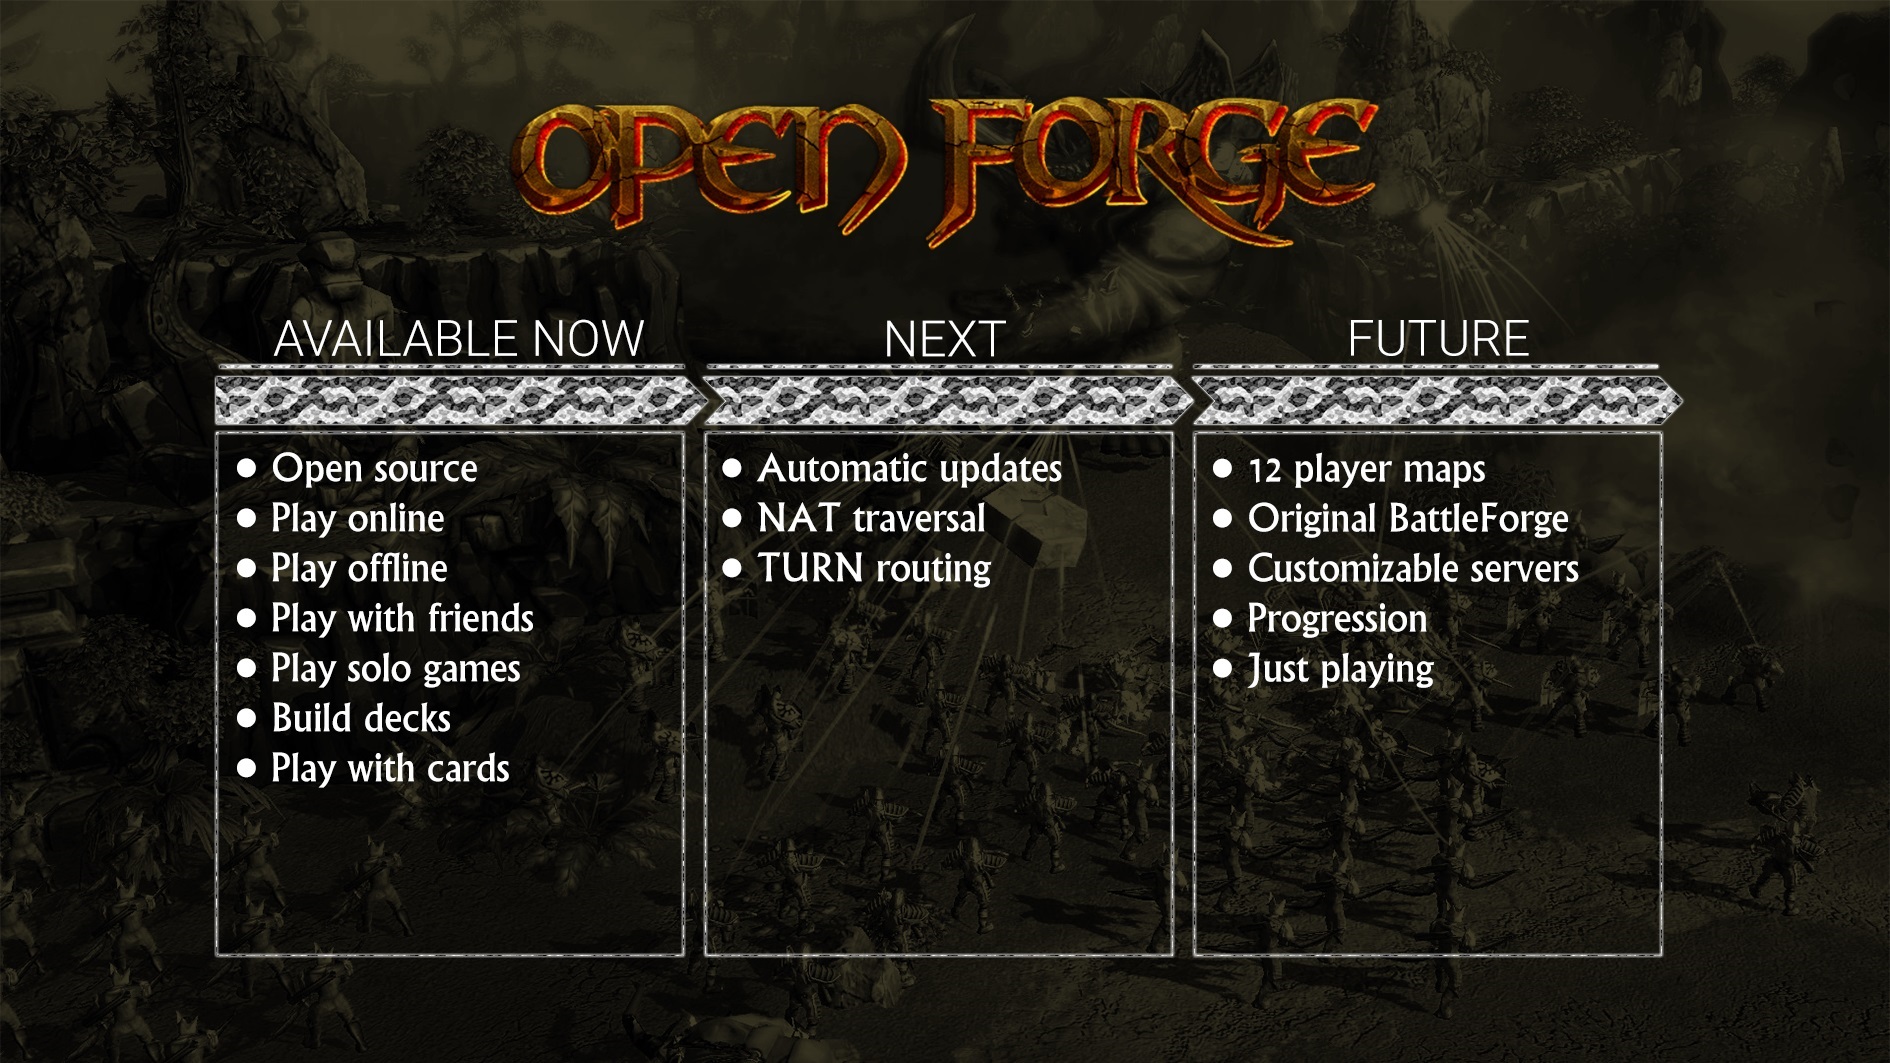 OPEN FORGE
AVAILABLE NOW
Open source
Play online
Play offline
Play with friends
Play solo games
Build decks
Play with cards
NEXT
Automatic updates
NAT traversal
TURN routing
FUTURE
12 player maps
Original BattleForge
Customizable servers
Progression
Just playing